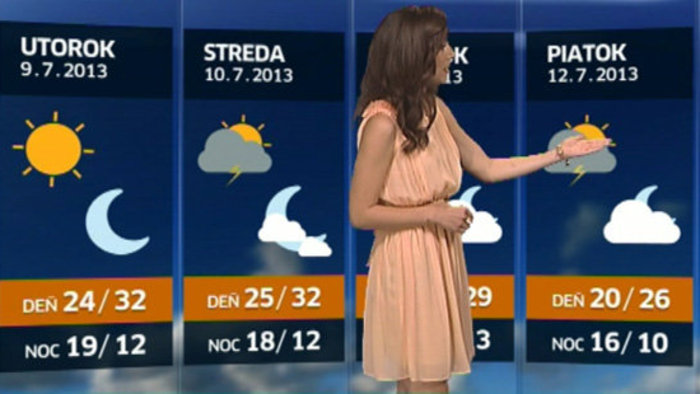 UTOROK
9.7.2013
DEŇ 24/32
NOC 19/12
STREDA
10.7.2013
DEŇ 25/32
NOC 18/12
K
13
29
3
PIATOK
12.7.2013
DEŇ 20/26
NOC 16/10